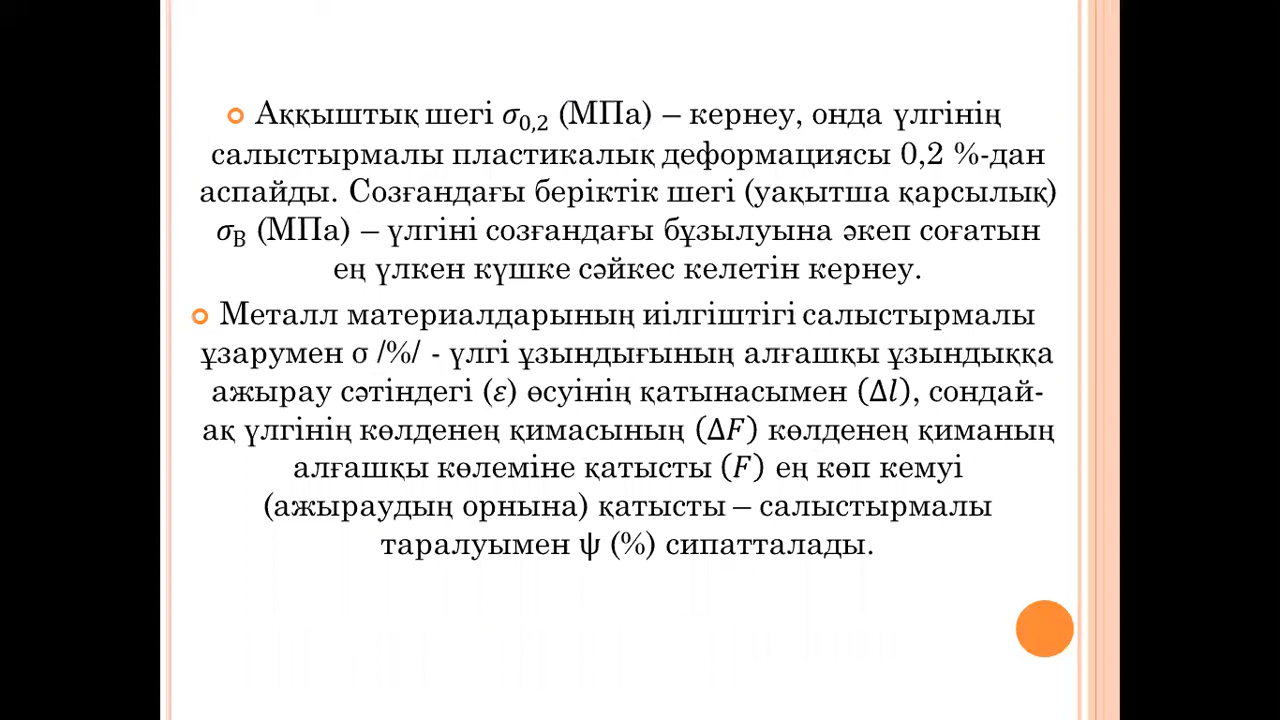 Аққыштық шегі 𝜎0,2 (МПа) – кернеу, онда үлгінің
салыстырмалы пластикалық деформациясы 0,2 %-дан
аспайды. Созғандағы беріктік шегі (уақытша қарсылық)
𝜎В (МПа) – үлгіні созғандағы бұзылуына әкеп соғатын
ең үлкен күшке сәйкес келетін кернеу.
Металл материалдарының иілгіштігі салыстырмалы
ұзарумен σ /%/ - үлгі ұзындығының алғашқы ұзындыққа
ажырау сәтіндегі (𝜀) өсуінің қатынасымен (∆𝑙), сондай-
ақ үлгінің көлденең қимасының (∆𝐹) көлденең қиманың
алғашқы көлеміне қатысты (𝐹) ең көп кемуі
(ажыраудың орнына) қатысты – салыстырмалы
таралуымен ψ (%) сипатталады.